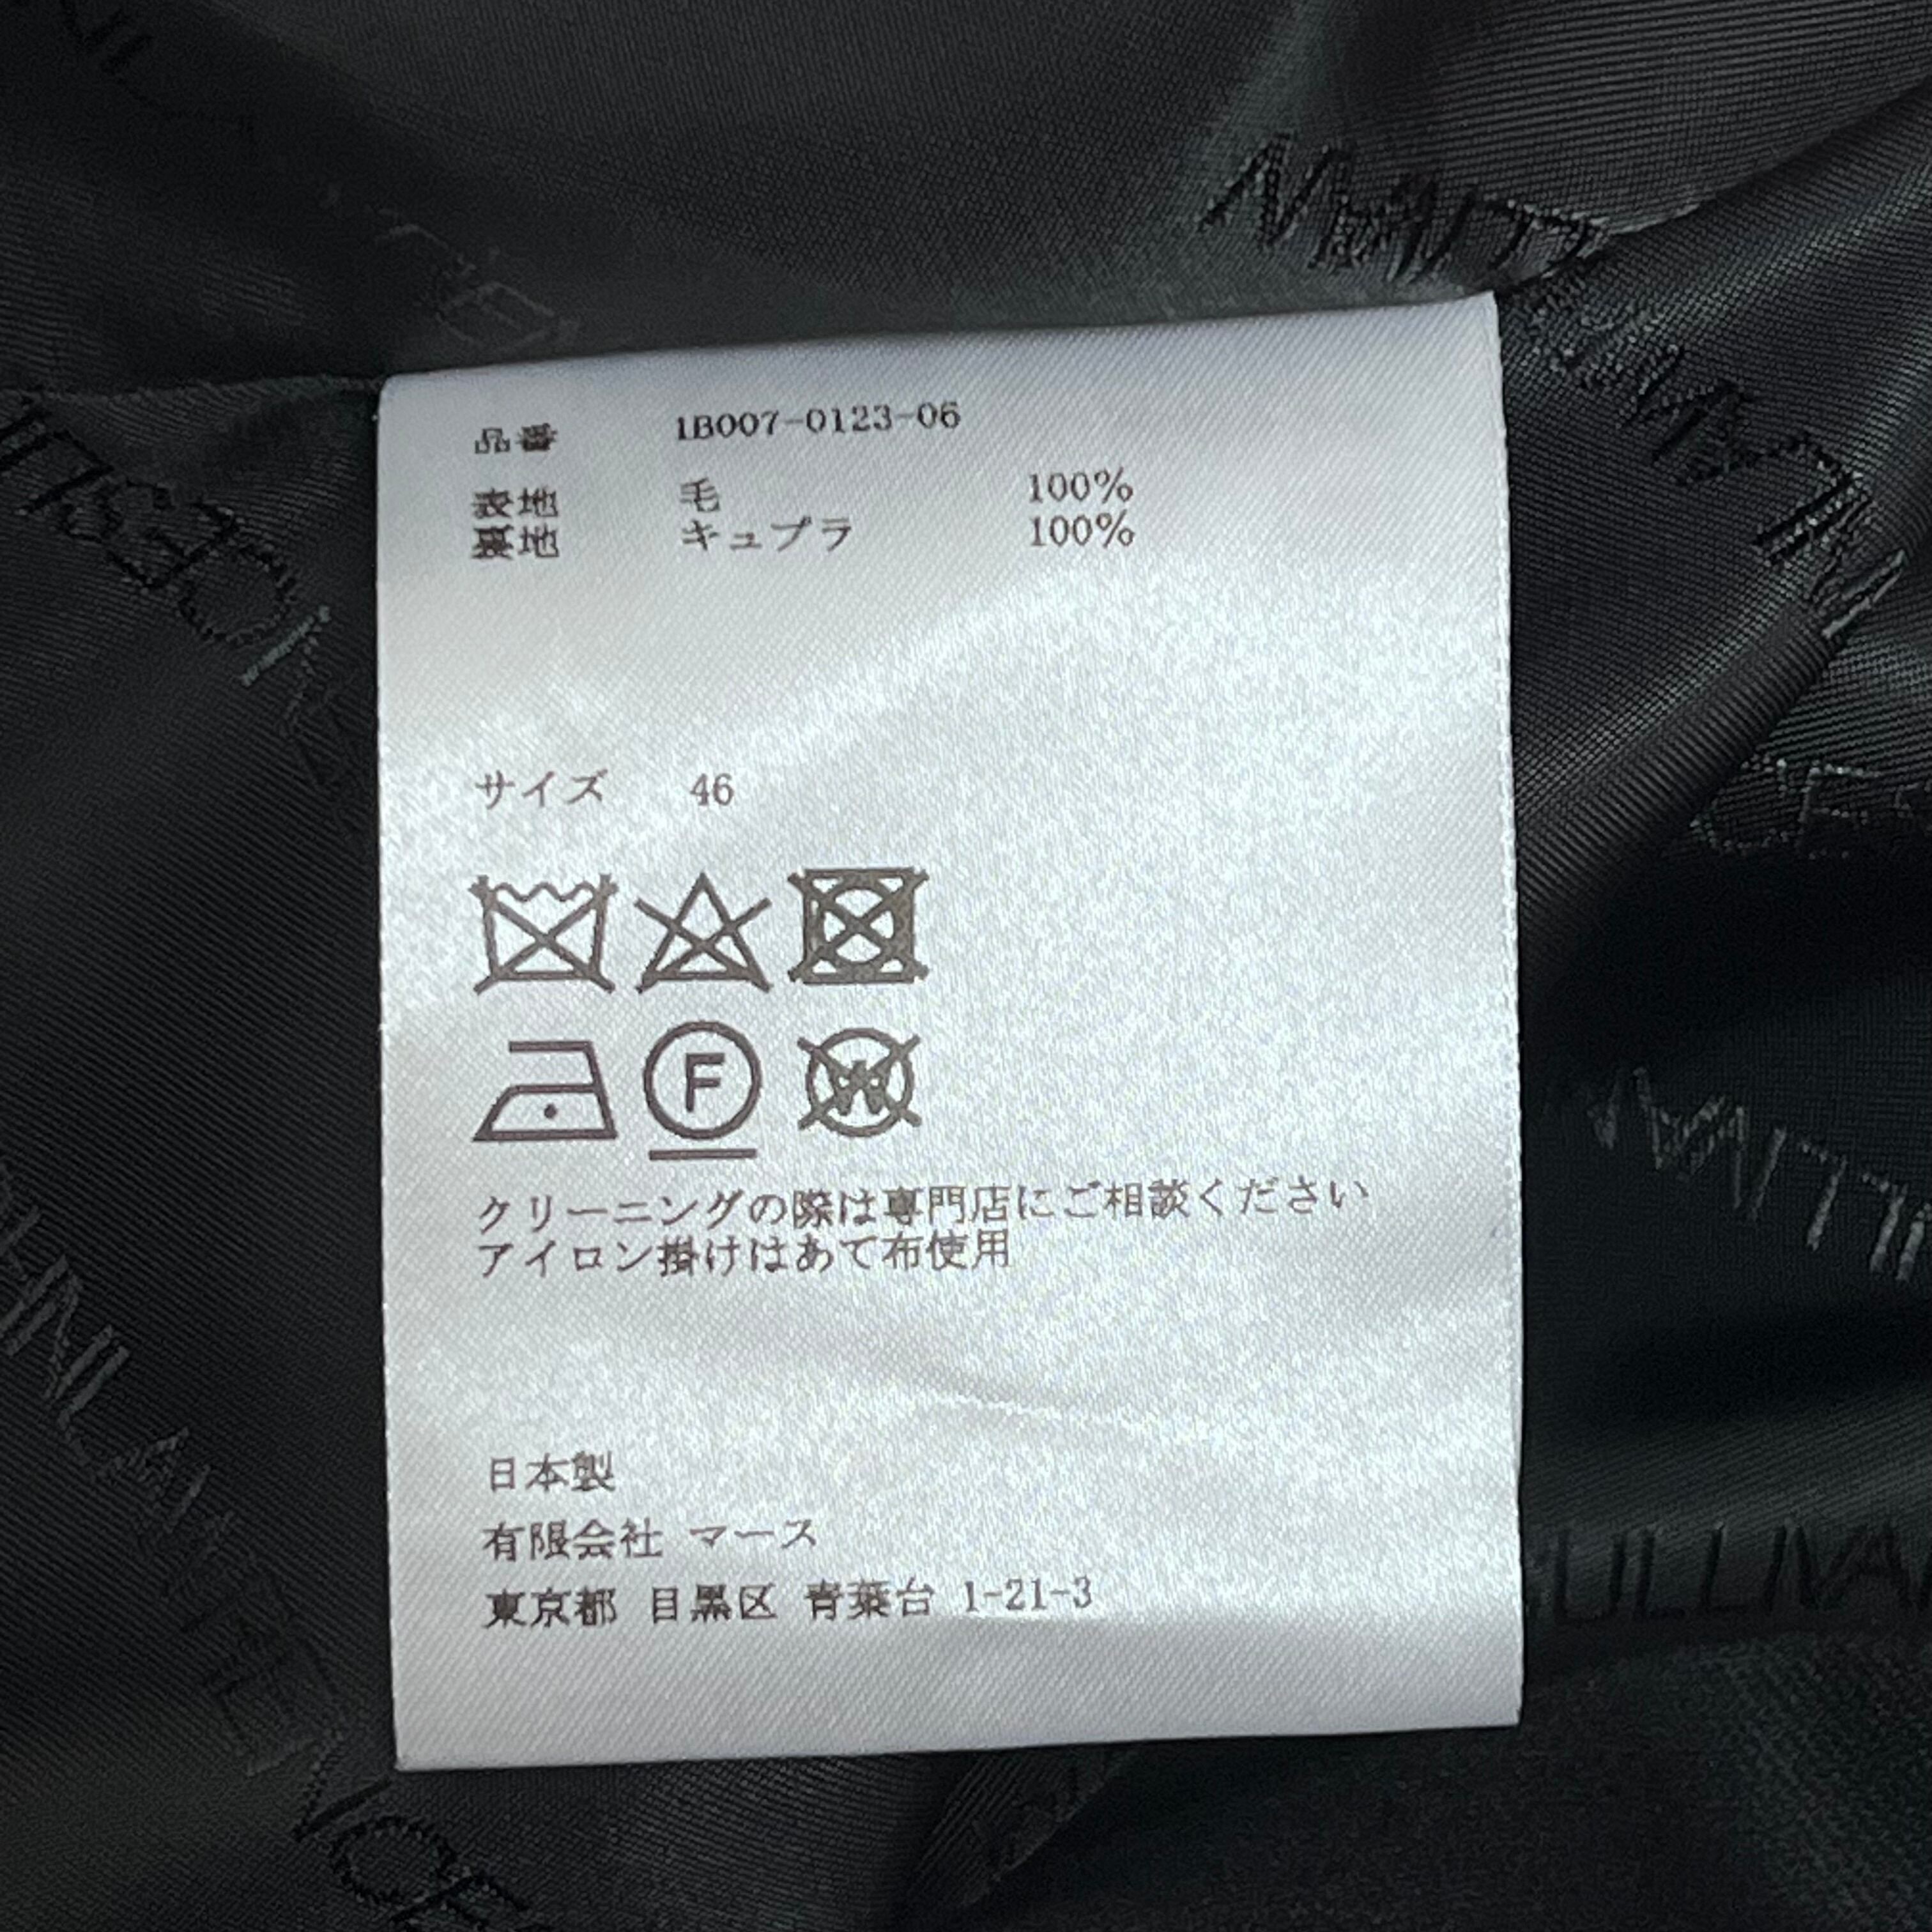 品番 1B007-0123-06
表地 毛 100%
裏地 キュプラ 100%
サイズ 46
F
W
クリーニングの際は専門店にご相談ください
アイロン掛けはあて布使用
日本製
有限会社 マース
東京都 目黒区 青葉台 1-21-3